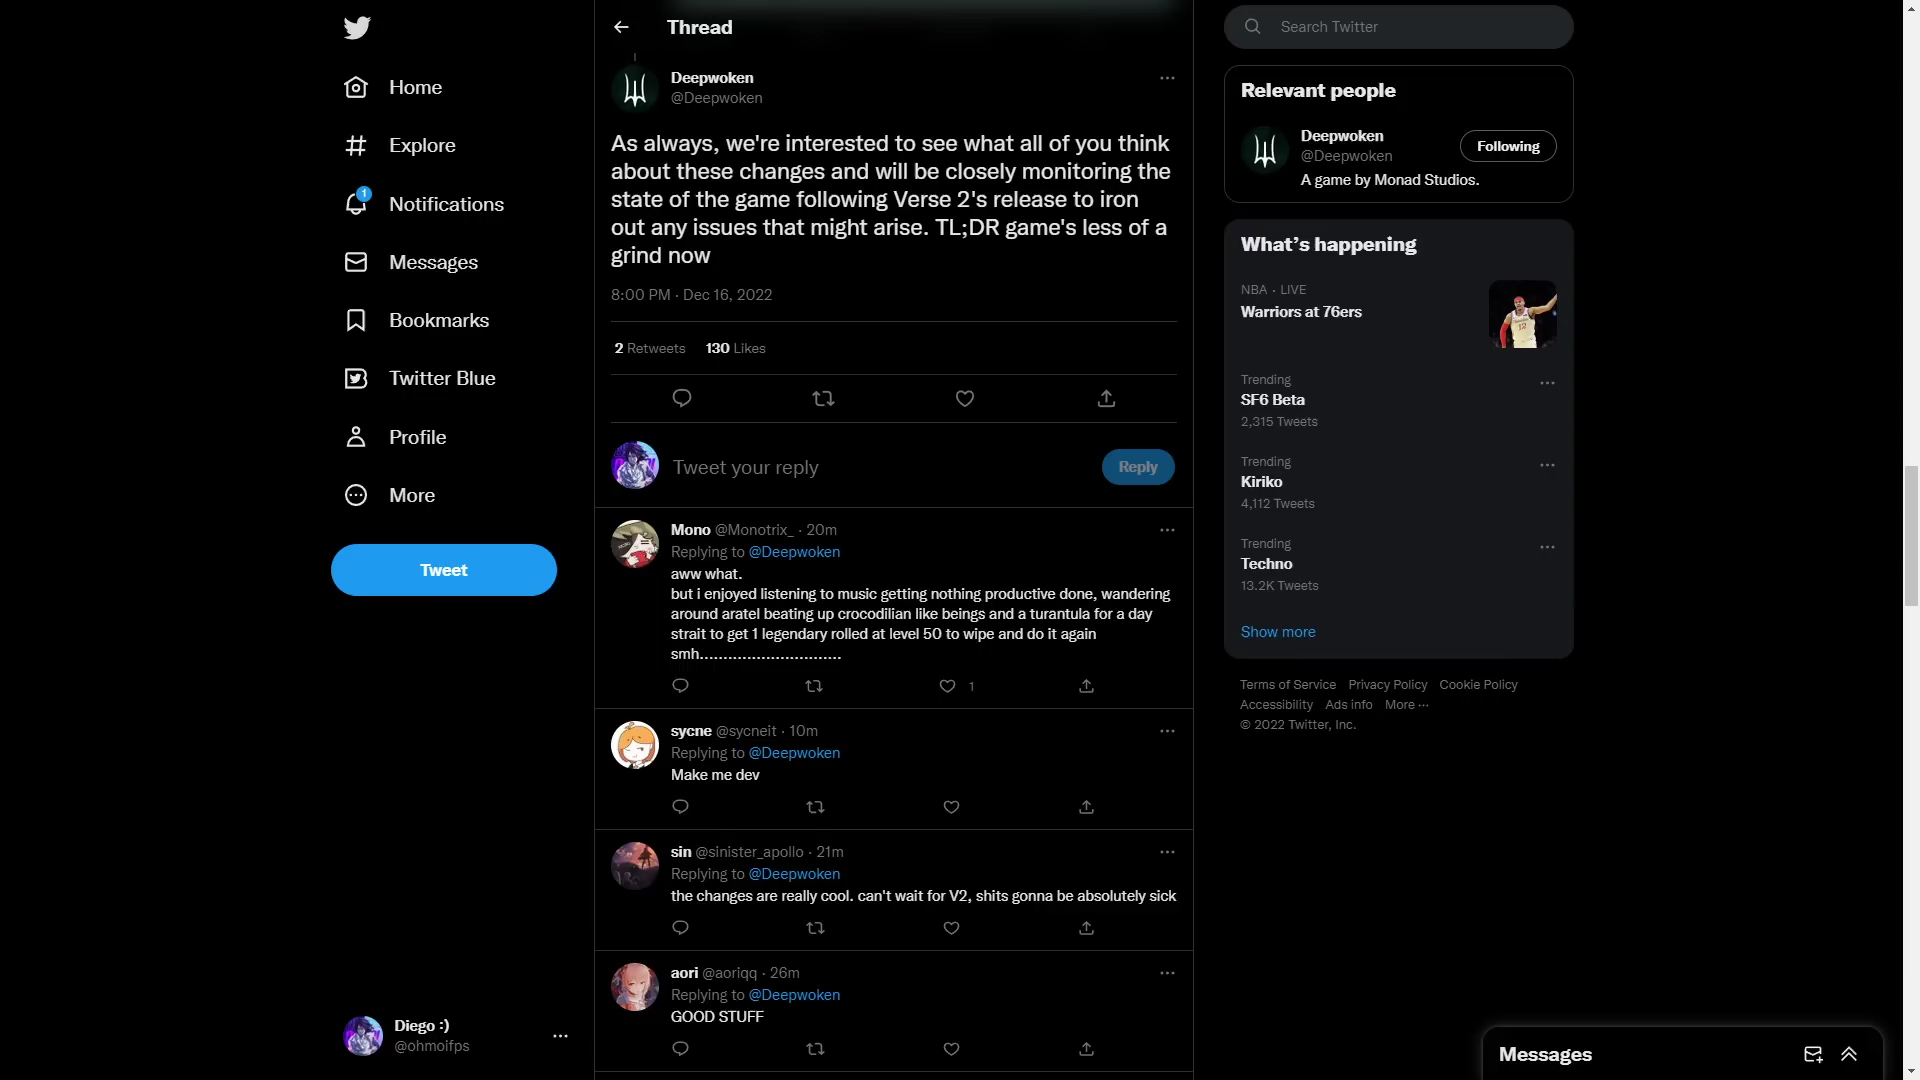 Home
Explore
1
Notifications
Messages
Bookmarks
Twitter Blue
Profile
More
Tweet
Diego :)
@ohmoifps
Thread
Deepwoken
@Deepwoken
As always, we're interested to see what all of you think
about these changes and will be closely monitoring the
state of the game following Verse 2's release to iron
out any issues that might arise. TL;DR game's less of a
grind now
8:00 PM · Dec 16, 2022
2 Retweets 130 Likes
Tweet your reply
Reply
Mono @Monotrix_ · 20m
Replying to @Deepwoken
aww what.
but i enjoyed listening to music getting nothing productive done, wandering
around aratel beating up crocodilian like beings and a turantula for a day
strait to get 1 legendary rolled at level 50 to wipe and do it again
smh..............................
1
sycne @sycneit · 10m
Replying to @Deepwoken
Make me dev
sin @sinister_apollo · 21m
Replying to @Deepwoken
the changes are really cool. can't wait for V2, shits gonna be absolutely sick
aori @aoriqq · 26m
Replying to @Deepwoken
GOOD STUFF
Search Twitter
Relevant people
Deepwoken
@Deepwoken
Following
A game by Monad Studios.
What's happening
NBA · LIVE
Warriors at 76ers
Trending
SF6 Beta
2,315 Tweets
Trending
Kiriko
4,112 Tweets
Trending
Techno
13.2K Tweets
Show more
Terms of Service Privacy Policy Cookie Policy
Accessibility Ads info More ···
© 2022 Twitter, Inc.
Messages